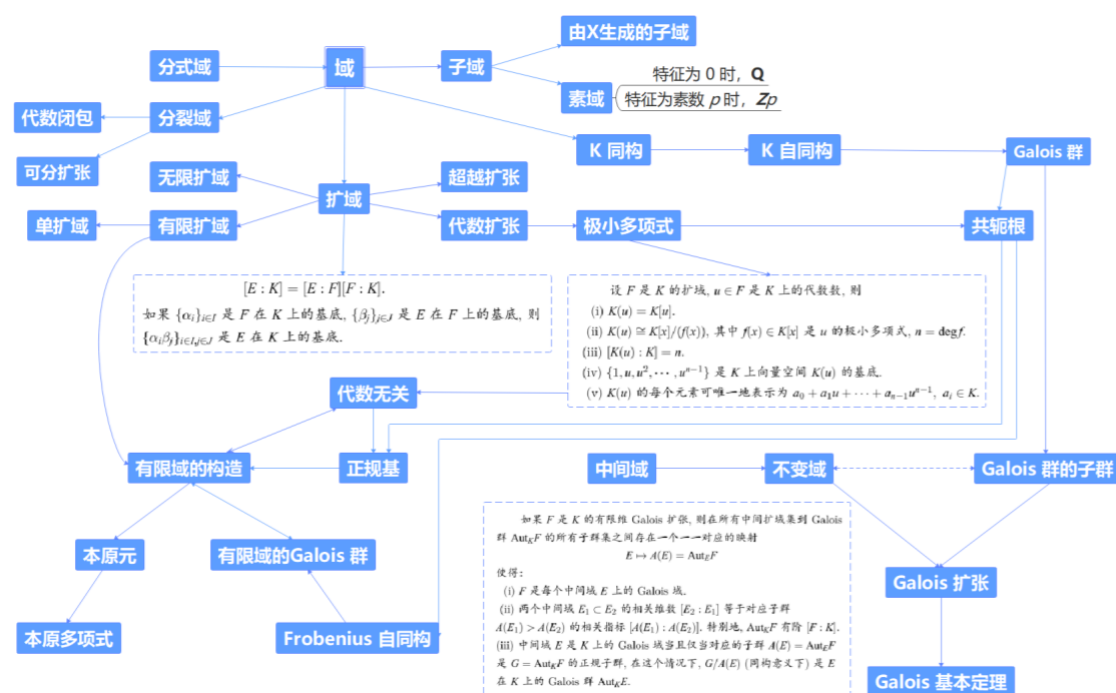 由X生成的子域
分式域
域
子域
特征为 0 时，Q
素域
特征为素数 p 时，Zp
代数闭包
分裂域
K 同构
K 自同构
Galois 群
可分扩张
无限扩域
超越扩张
扩域
单扩域
有限扩域
代数扩张
极小多项式
共轭根
[E : K] = [E : F][F : K].
如果 {αᵢ}ᵢ∈I 是 F 在 K 上的基底, {βⱼ}ⱼ∈J 是 E 在 F 上的基底, 则
{αᵢβⱼ}ᵢ∈I,ⱼ∈J 是 E 在 K 上的基底.
设 F 是 K 的扩域, u ∈ F 是 K 上的代数数, 则
(i) K(u) = K[u].
(ii) K(u) ≅ K[x]/(f(x)), 其中 f(x) ∈ K[x] 是 u 的极小多项式, n = degf.
(iii) [K(u) : K] = n.
(iv) {1, u, u², ⋯ , uⁿ⁻¹} 是 K 上向量空间 K(u) 的基底.
(v) K(u) 的每个元素可唯一地表示为 a₀ + a₁u + ⋯ + aₙ₋₁uⁿ⁻¹, aᵢ ∈ K.
代数无关
有限域的构造
正规基
中间域
不变域
Galois 群的子群
如果 F 是 K 的有限维 Galois 扩张, 则在所有中间扩域集到 Galois
群 Aut_KF 的所有子群集之间存在一个一一对应的映射
E ↦ A(E) = Aut_EF
使得:
(i) F 是每个中间域 E 上的 Galois 域.
(ii) 两个中间域 E₁ ⊂ E₂ 的相关维数 [E₂ : E₁] 等于对应子群
A(E₁) > A(E₂) 的相关指标 [A(E₁) : A(E₂)]. 特别地, Aut_KF 有阶 [F : K].
(iii) 中间域 E 是 K 上的 Galois 域当且仅当对应的子群 A(E) = Aut_EF
是 G = Aut_KF 的正规子群, 在这个情况下, G/A(E) (同构意义下) 是 E
在 K 上的 Galois 群 Aut_KE.
本原元
有限域的Galois 群
Galois 扩张
本原多项式
Frobenius 自同构
Galois 基本定理